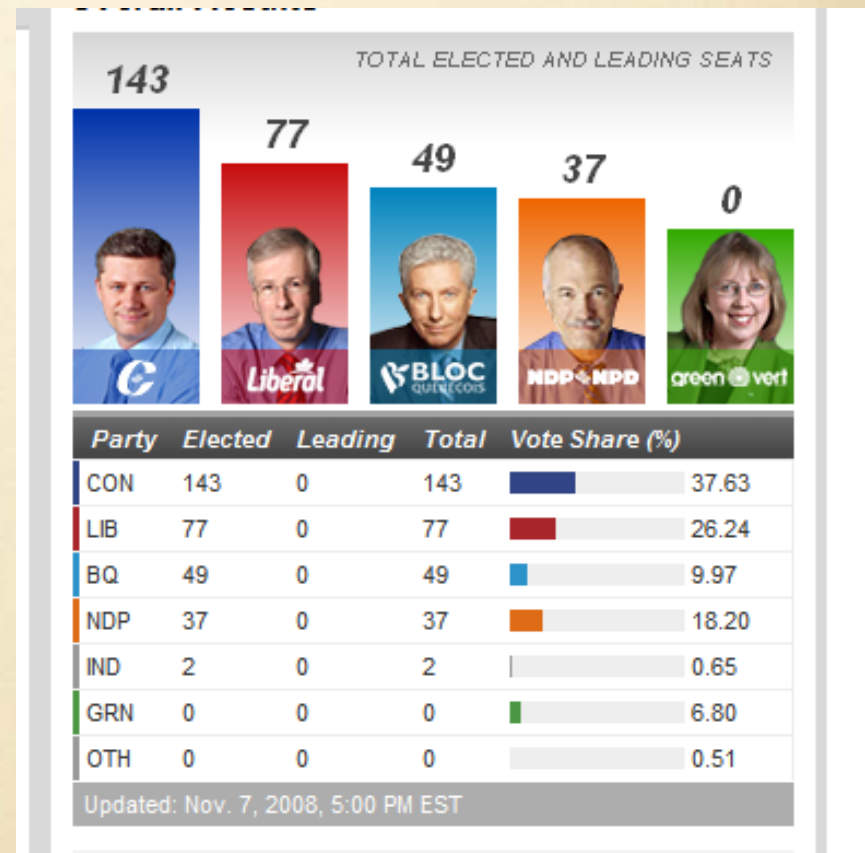 TOTAL ELECTED AND LEADING SEATS
143
77
49
37
0
C
Liberal
BLOC
QUÉBÉCOIS
NDP NPD
green vert
Party Elected Leading Total Vote Share (%)
CON 143 0 143 37.63
LIB 77 0 77 26.24
BQ 49 0 49 9.97
NDP 37 0 37 18.20
IND 2 0 2 0.65
GRN 0 0 0 6.80
OTH 0 0 0 0.51
Updated: Nov. 7, 2008, 5:00 PM EST